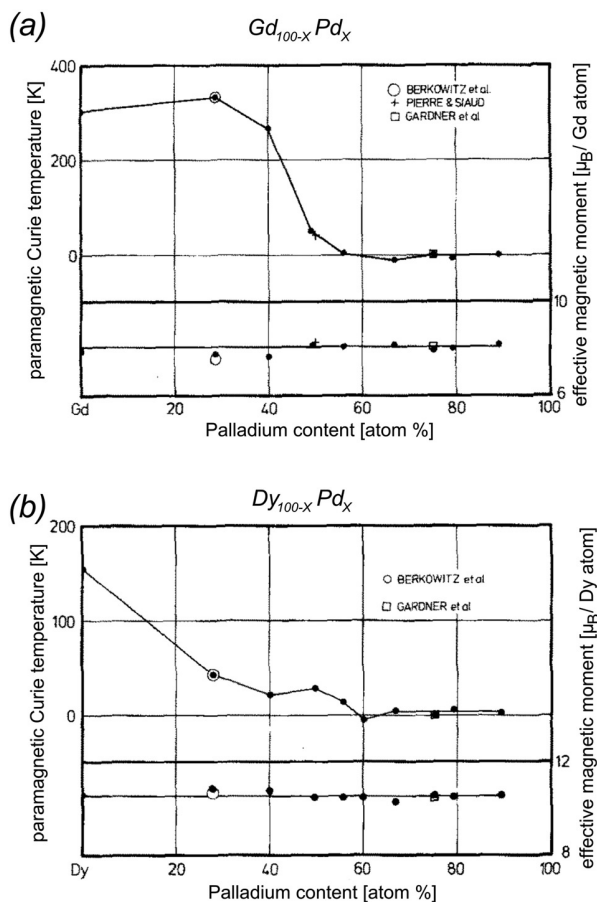 (a)
Gd100-X PdX
400
200
0
paramagnetic Curie temperature [K]
BERKOWITZ et al.
PIERRE & SIAUD
GARDNER et al
10
6
effective magnetic moment [μB/ Gd atom]
Gd 20 40 60 80 100
Palladium content [atom %]
(b)
Dy100-X PdX
200
100
0
paramagnetic Curie temperature [K]
BERKOWITZ et al
GARDNER et al
12
8
effective magnetic moment [μB/ Dy atom]
Dy 20 40 60 80 100
Palladium content [atom %]